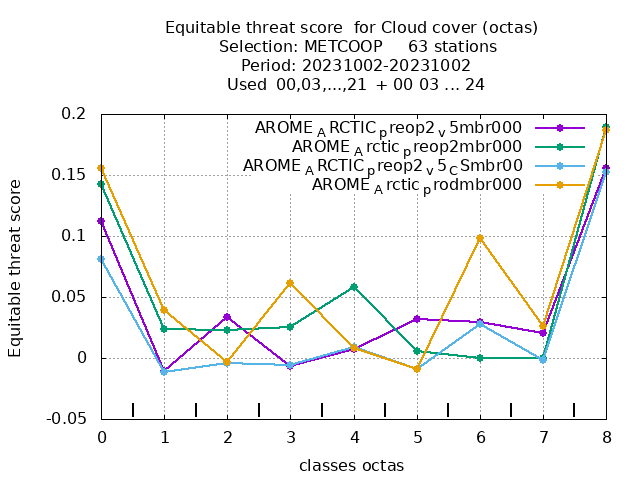 Equitable threat score  for Cloud cover (octas)
Selection: METCOOP     63 stations
Period: 20231002-20231002
Used  00,03,...,21  + 00 03 ... 24
0.2
0.15
0.1
0.05
0
-0.05
Equitable threat score
AROME_ARCTIC_preop2_v5mbr000
AROME_Arctic_preop2mbr000
AROME_ARCTIC_preop2_v5_CSmbr00
AROME_Arctic_prodmbr000
0 1 2 3 4 5 6 7 8
classes octas